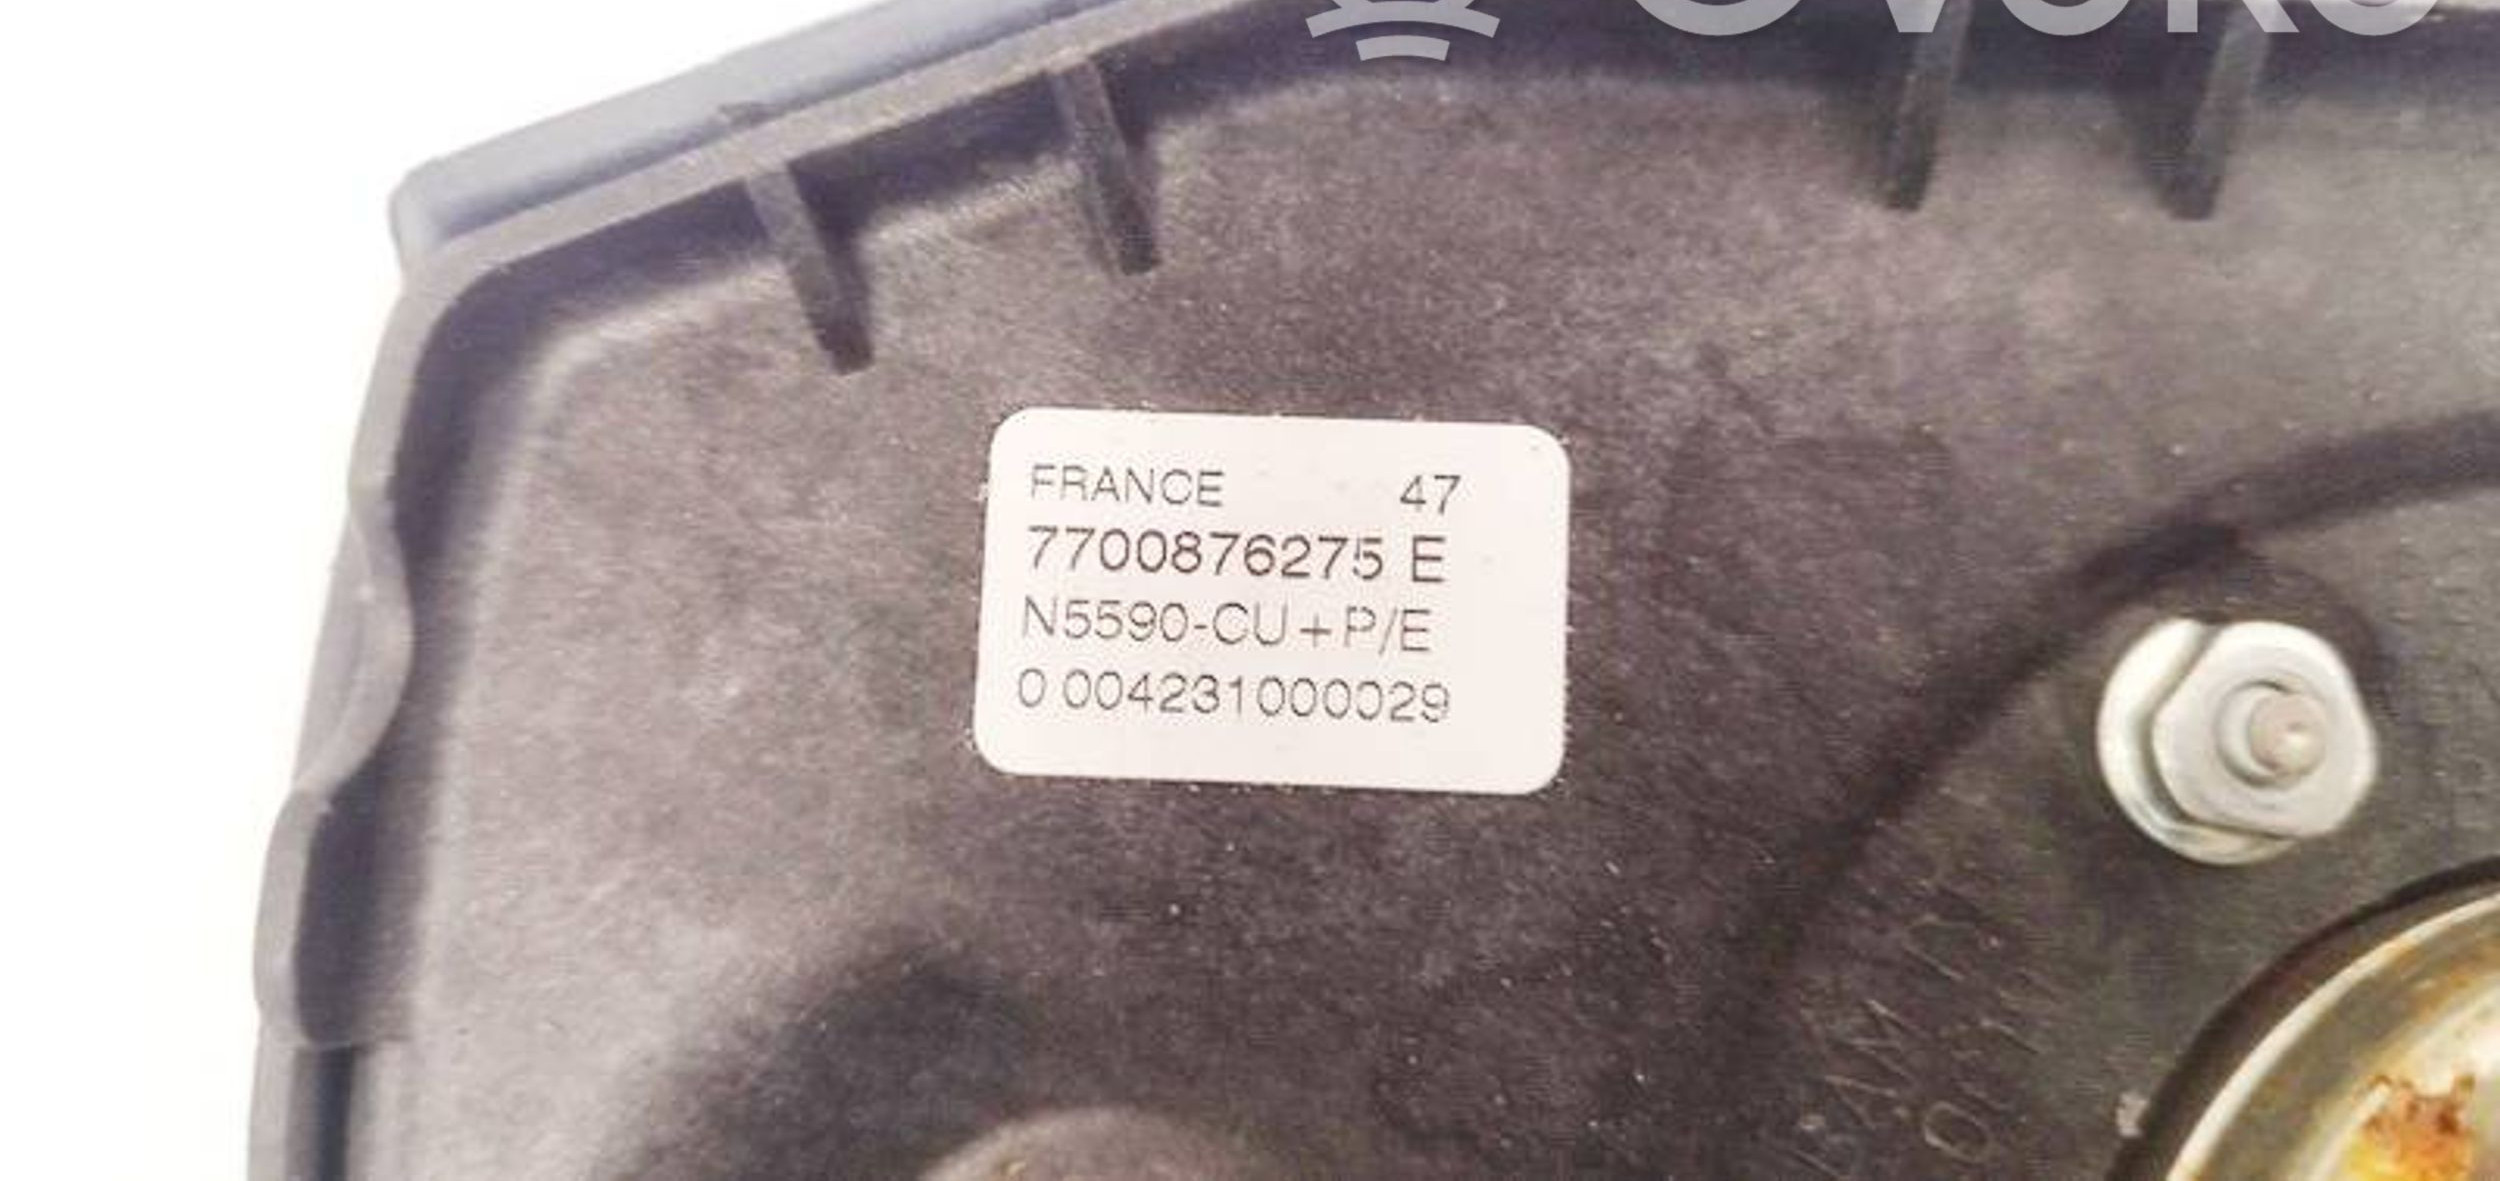 FRANCE 47
7700876275 E
N5590-CU+P/E
0 004231000029